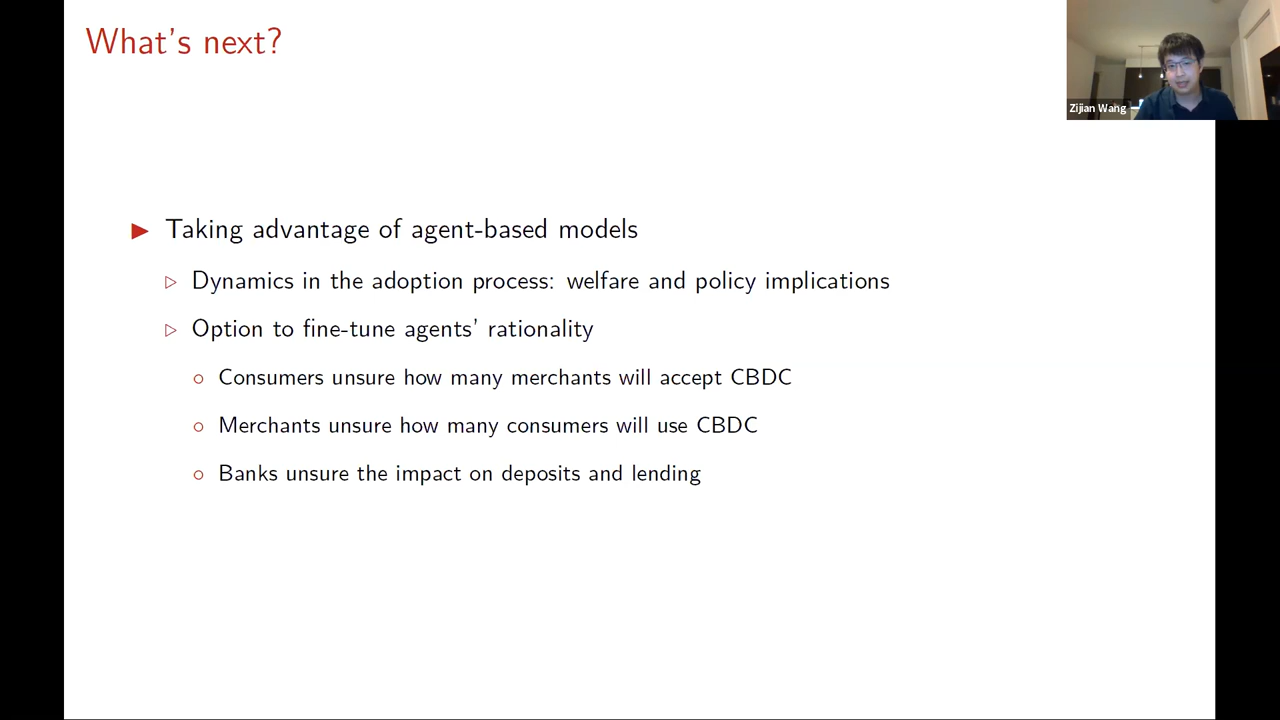 What's next?
Zijian Wang
Taking advantage of agent-based models
Dynamics in the adoption process: welfare and policy implications
Option to fine-tune agents' rationality
Consumers unsure how many merchants will accept CBDC
Merchants unsure how many consumers will use CBDC
Banks unsure the impact on deposits and lending